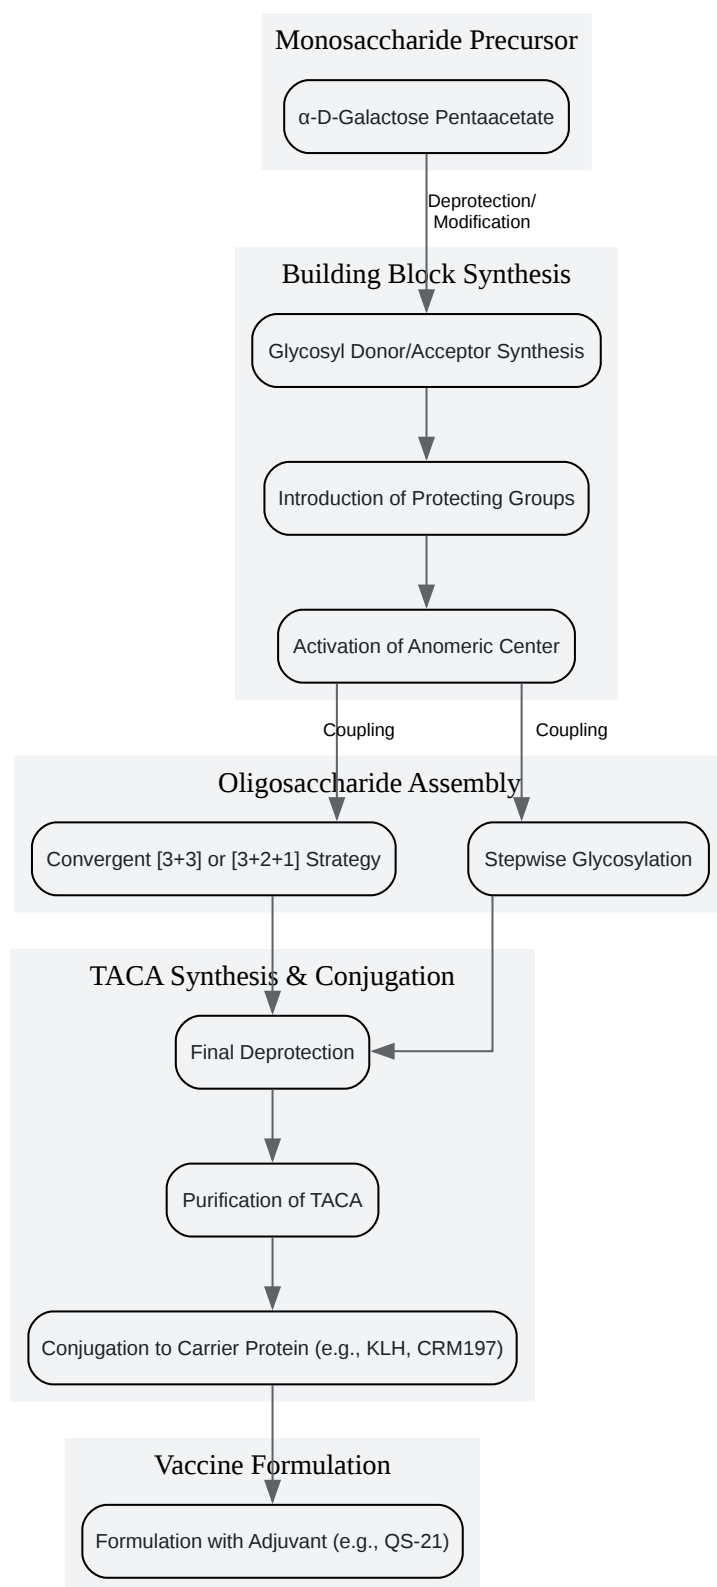 Monosaccharide Precursor
α-D-Galactose Pentaacetate
Deprotection/
Modification
Building Block Synthesis
Glycosyl Donor/Acceptor Synthesis
Introduction of Protecting Groups
Activation of Anomeric Center
Coupling
Coupling
Oligosaccharide Assembly
Convergent [3+3] or [3+2+1] Strategy
Stepwise Glycosylation
TACA Synthesis & Conjugation
Final Deprotection
Purification of TACA
Conjugation to Carrier Protein (e.g., KLH, CRM197)
Vaccine Formulation
Formulation with Adjuvant (e.g., QS-21)